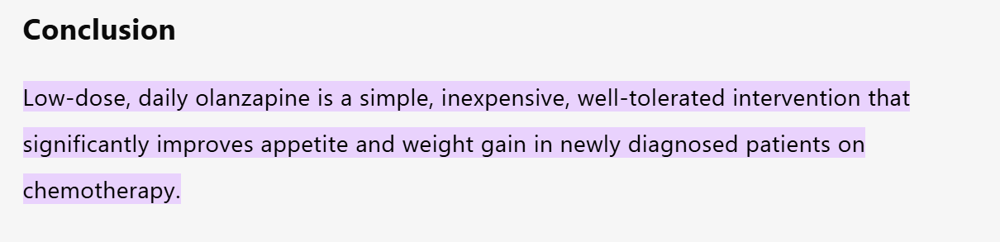 Conclusion
Low-dose, daily olanzapine is a simple, inexpensive, well-tolerated intervention that
significantly improves appetite and weight gain in newly diagnosed patients on
chemotherapy.